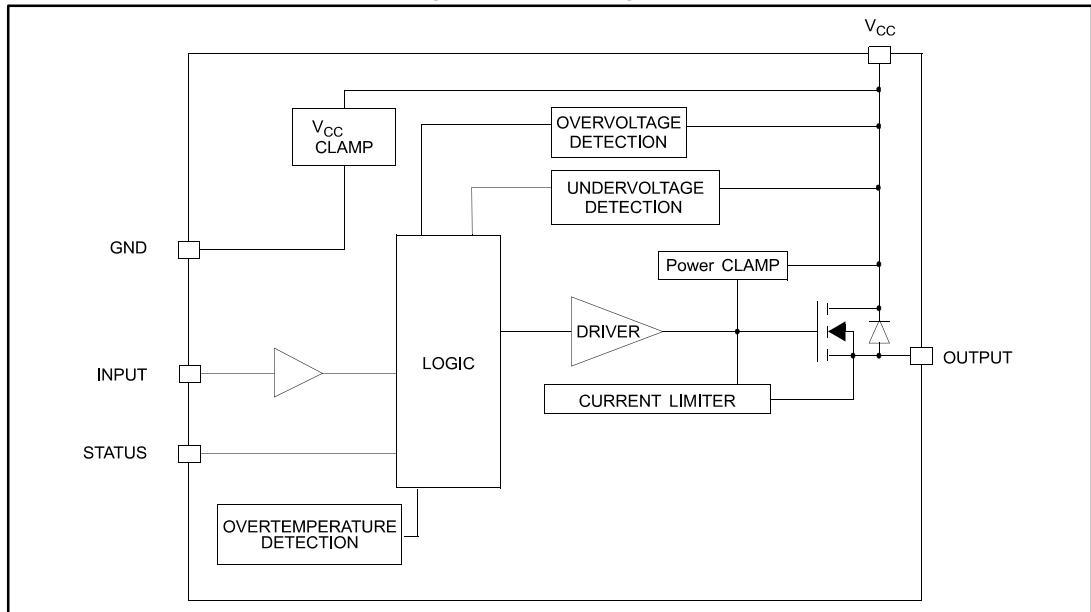 VCC
VCC
CLAMP
OVERVOLTAGE
DETECTION
UNDERVOLTAGE
DETECTION
GND
Power CLAMP
DRIVER
LOGIC
OUTPUT
INPUT
CURRENT LIMITER
STATUS
OVERTEMPERATURE
DETECTION